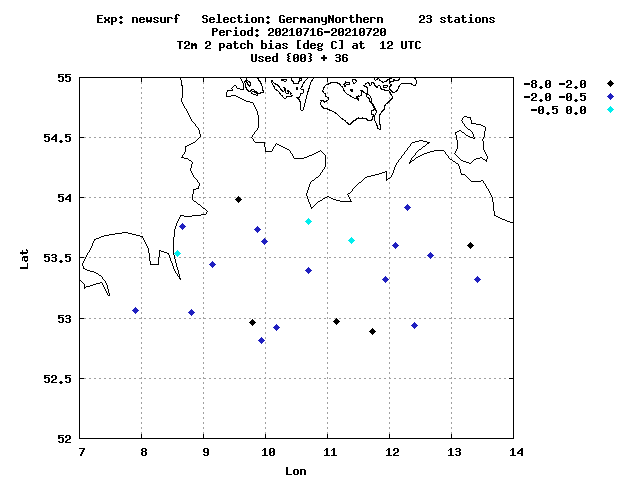 Exp: newsurf   Selection: GermanyNorthern     23 stations
Period: 20210716-20210720
T2m 2 patch bias [deg C] at  12 UTC
Used {00} + 36
-8.0 -2.0
-2.0 -0.5
-0.5 0.0
55
54.5
54
53.5
53
52.5
52
Lat
7 8 9 10 11 12 13 14
Lon